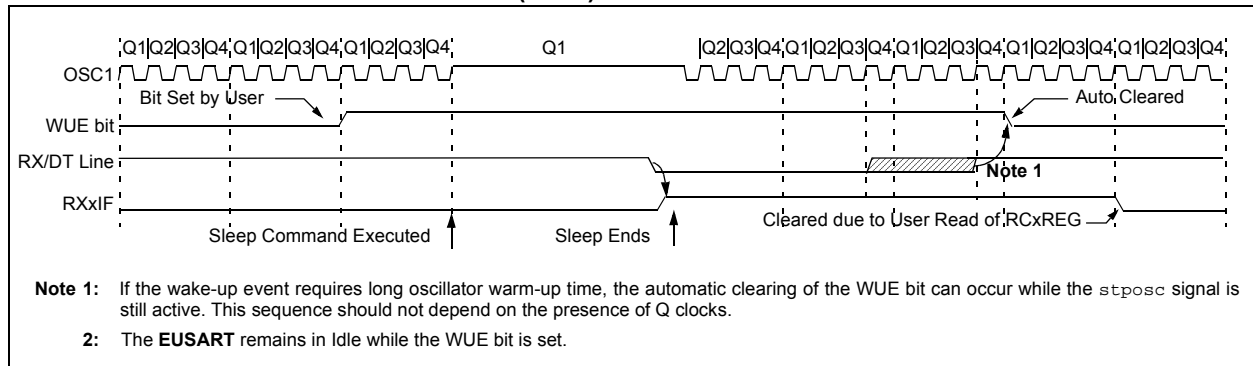 Q1|Q2|Q3|Q4|Q1|Q2|Q3|Q4|Q1|Q2|Q3|Q4 Q1 |Q2|Q3|Q4|Q1|Q2|Q3|Q4|Q1|Q2|Q3|Q4|Q1|Q2|Q3|Q4|Q1|Q2|Q3|Q4
OSC1
Bit Set by User Auto Cleared
WUE bit
RX/DT Line
Note 1
RXxIF
Cleared due to User Read of RCxREG
Sleep Command Executed Sleep Ends
Note 1: If the wake-up event requires long oscillator warm-up time, the automatic clearing of the WUE bit can occur while the stposc signal is
still active. This sequence should not depend on the presence of Q clocks.
2: The EUSART remains in Idle while the WUE bit is set.